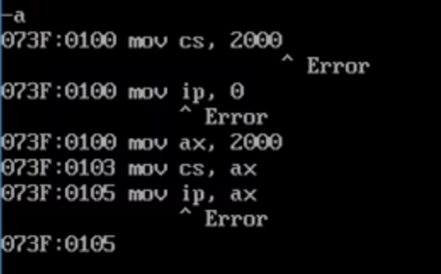 -a
073F:0100 mov cs, 2000
^ Error
073F:0100 mov ip, 0
^ Error
073F:0100 mov ax, 2000
073F:0103 mov cs, ax
073F:0105 mov ip, ax
^ Error
073F:0105